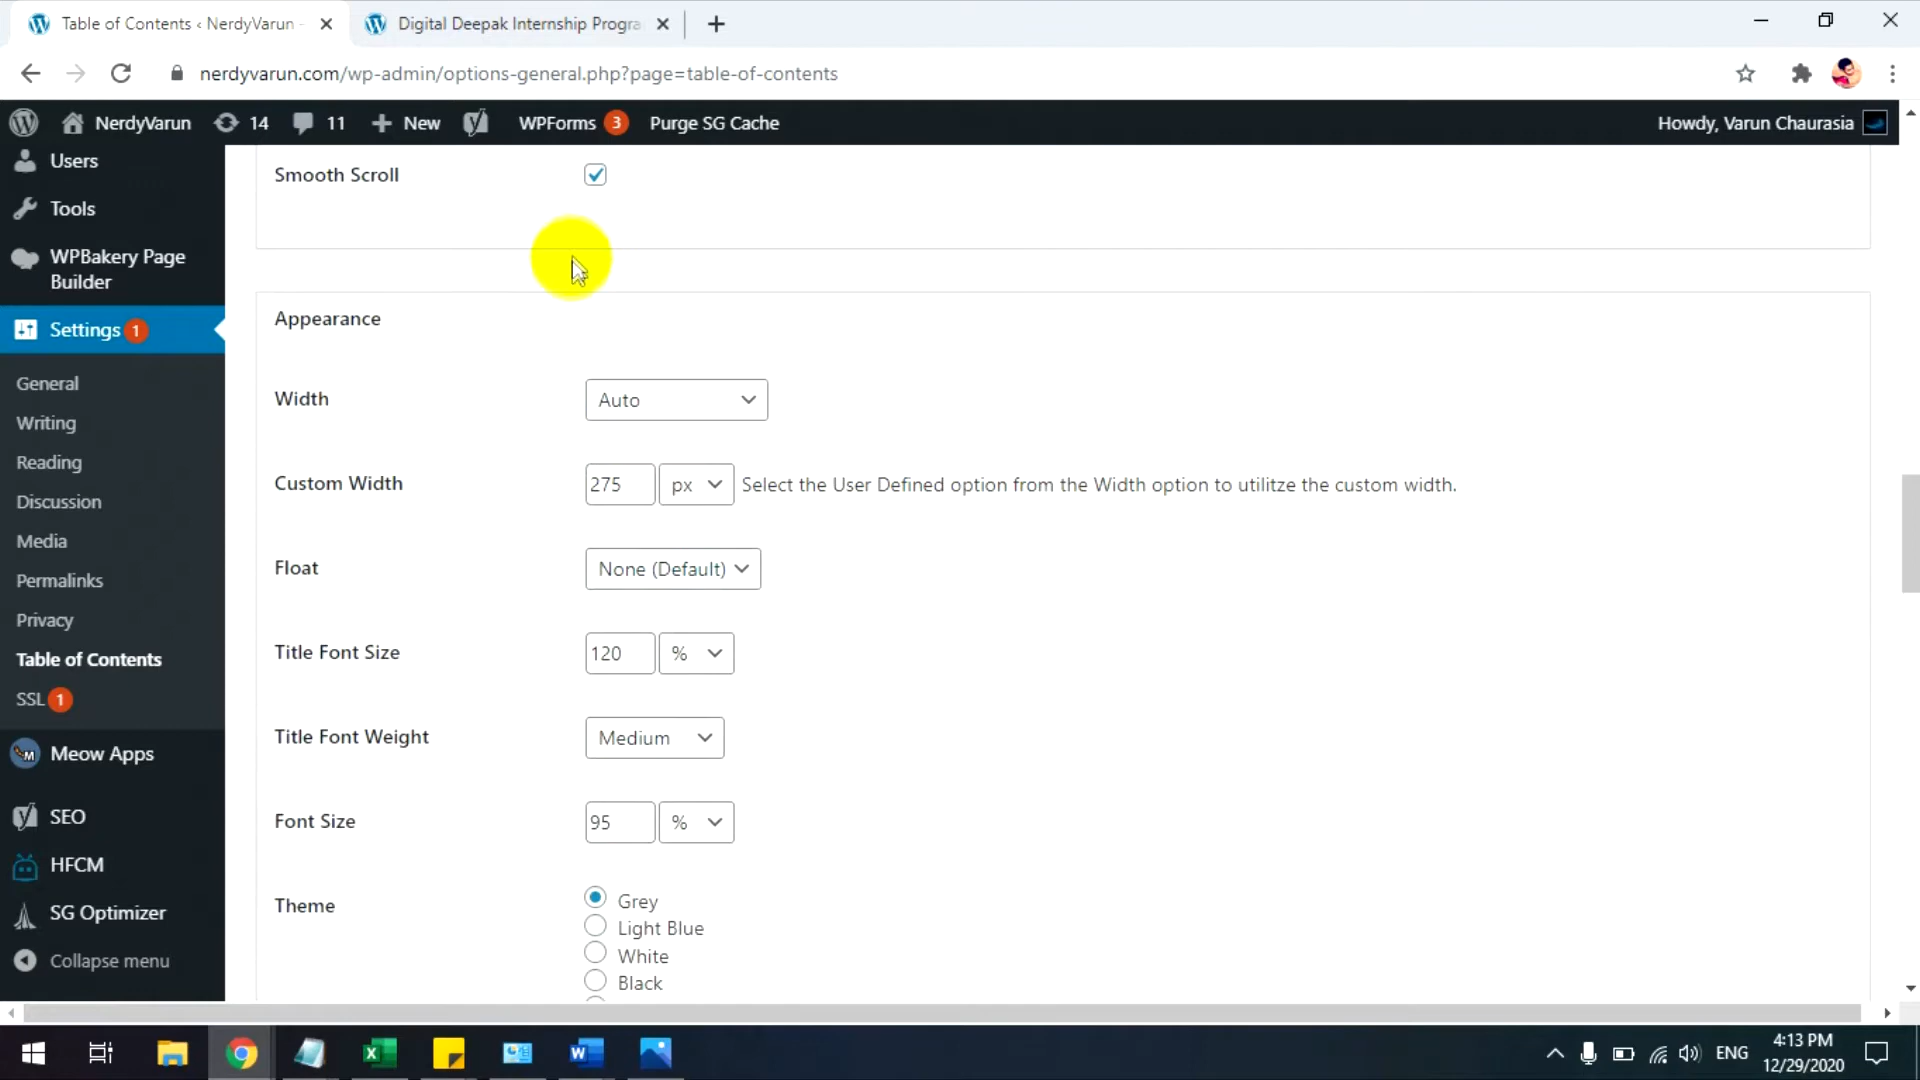 Table of Contents ‹ NerdyVarun -
Digital Deepak Internship Progra
nerdyvarun.com/wp-admin/options-general.php?page=table-of-contents
NerdyVarun 14 11 New WPForms 3 Purge SG Cache Howdy, Varun Chaurasia
Users
Tools
WPBakery Page
Builder
Settings 1
General
Writing
Reading
Discussion
Media
Permalinks
Privacy
Table of Contents
SSL 1
Meow Apps
SEO
HFCM
SG Optimizer
Collapse menu
Smooth Scroll
Appearance
Width Auto
Custom Width 275 px Select the User Defined option from the Width option to utilitze the custom width.
Float None (Default)
Title Font Size 120 %
Title Font Weight Medium
Font Size 95 %
Theme Grey
Light Blue
White
Black
ENG 4:13 PM
12/29/2020